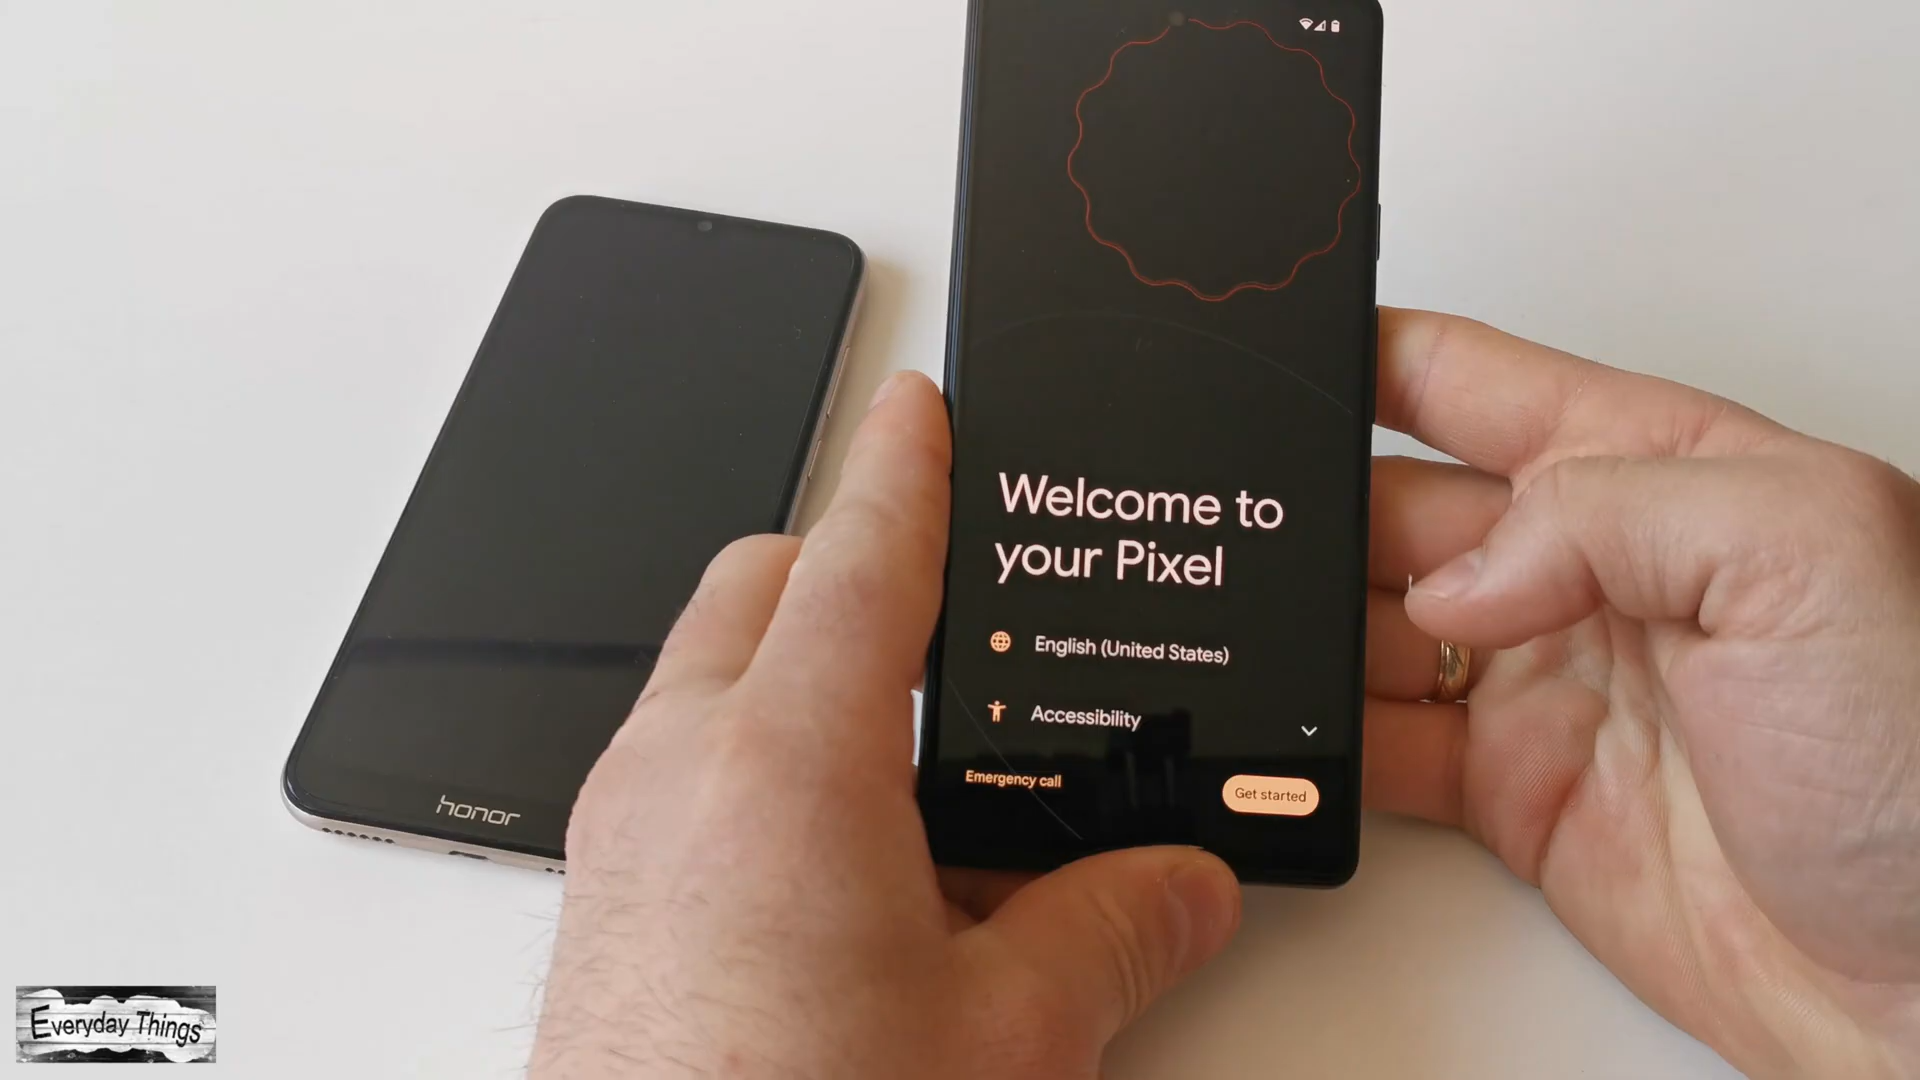 Welcome to
your Pixel
English (United States)
Accessibility
Emergency call
Get started
honor
Everyday Things